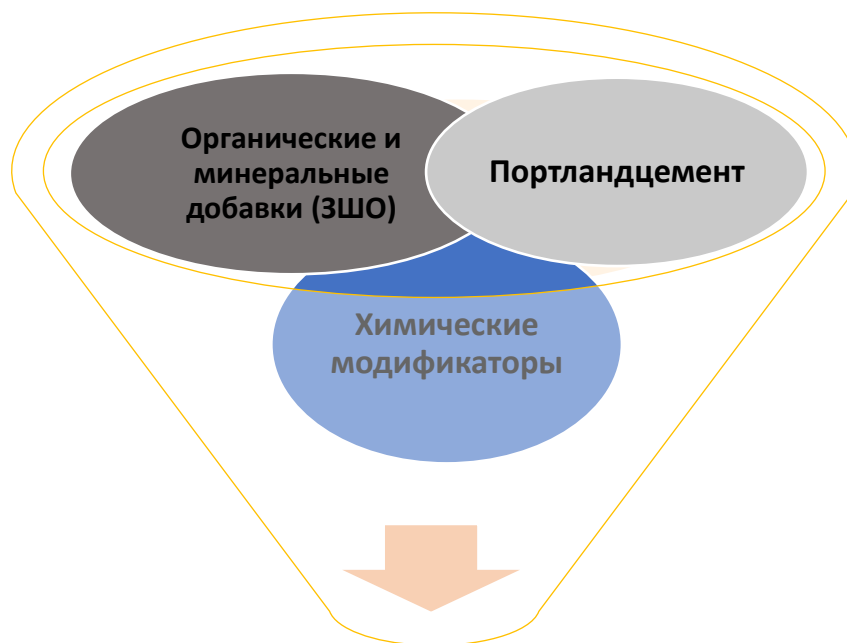 Органические и
минеральные
добавки (ЗШО)
Портландцемент
Химические
модификаторы